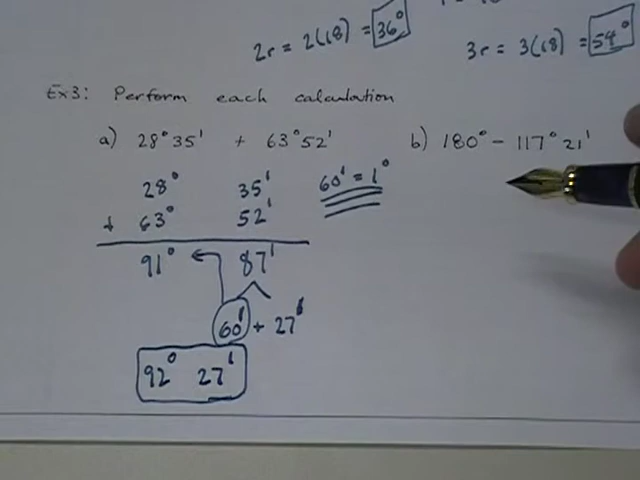 2r = 2(18) = 36°
3r = 3(18) = 54°
Ex3: Perform each calculation
a) 28°35' + 63°52'
b) 180° - 117°21'
28° 35'
+ 63° 52'
60' = 1°
91° 87'
60' + 27'
92° 27'